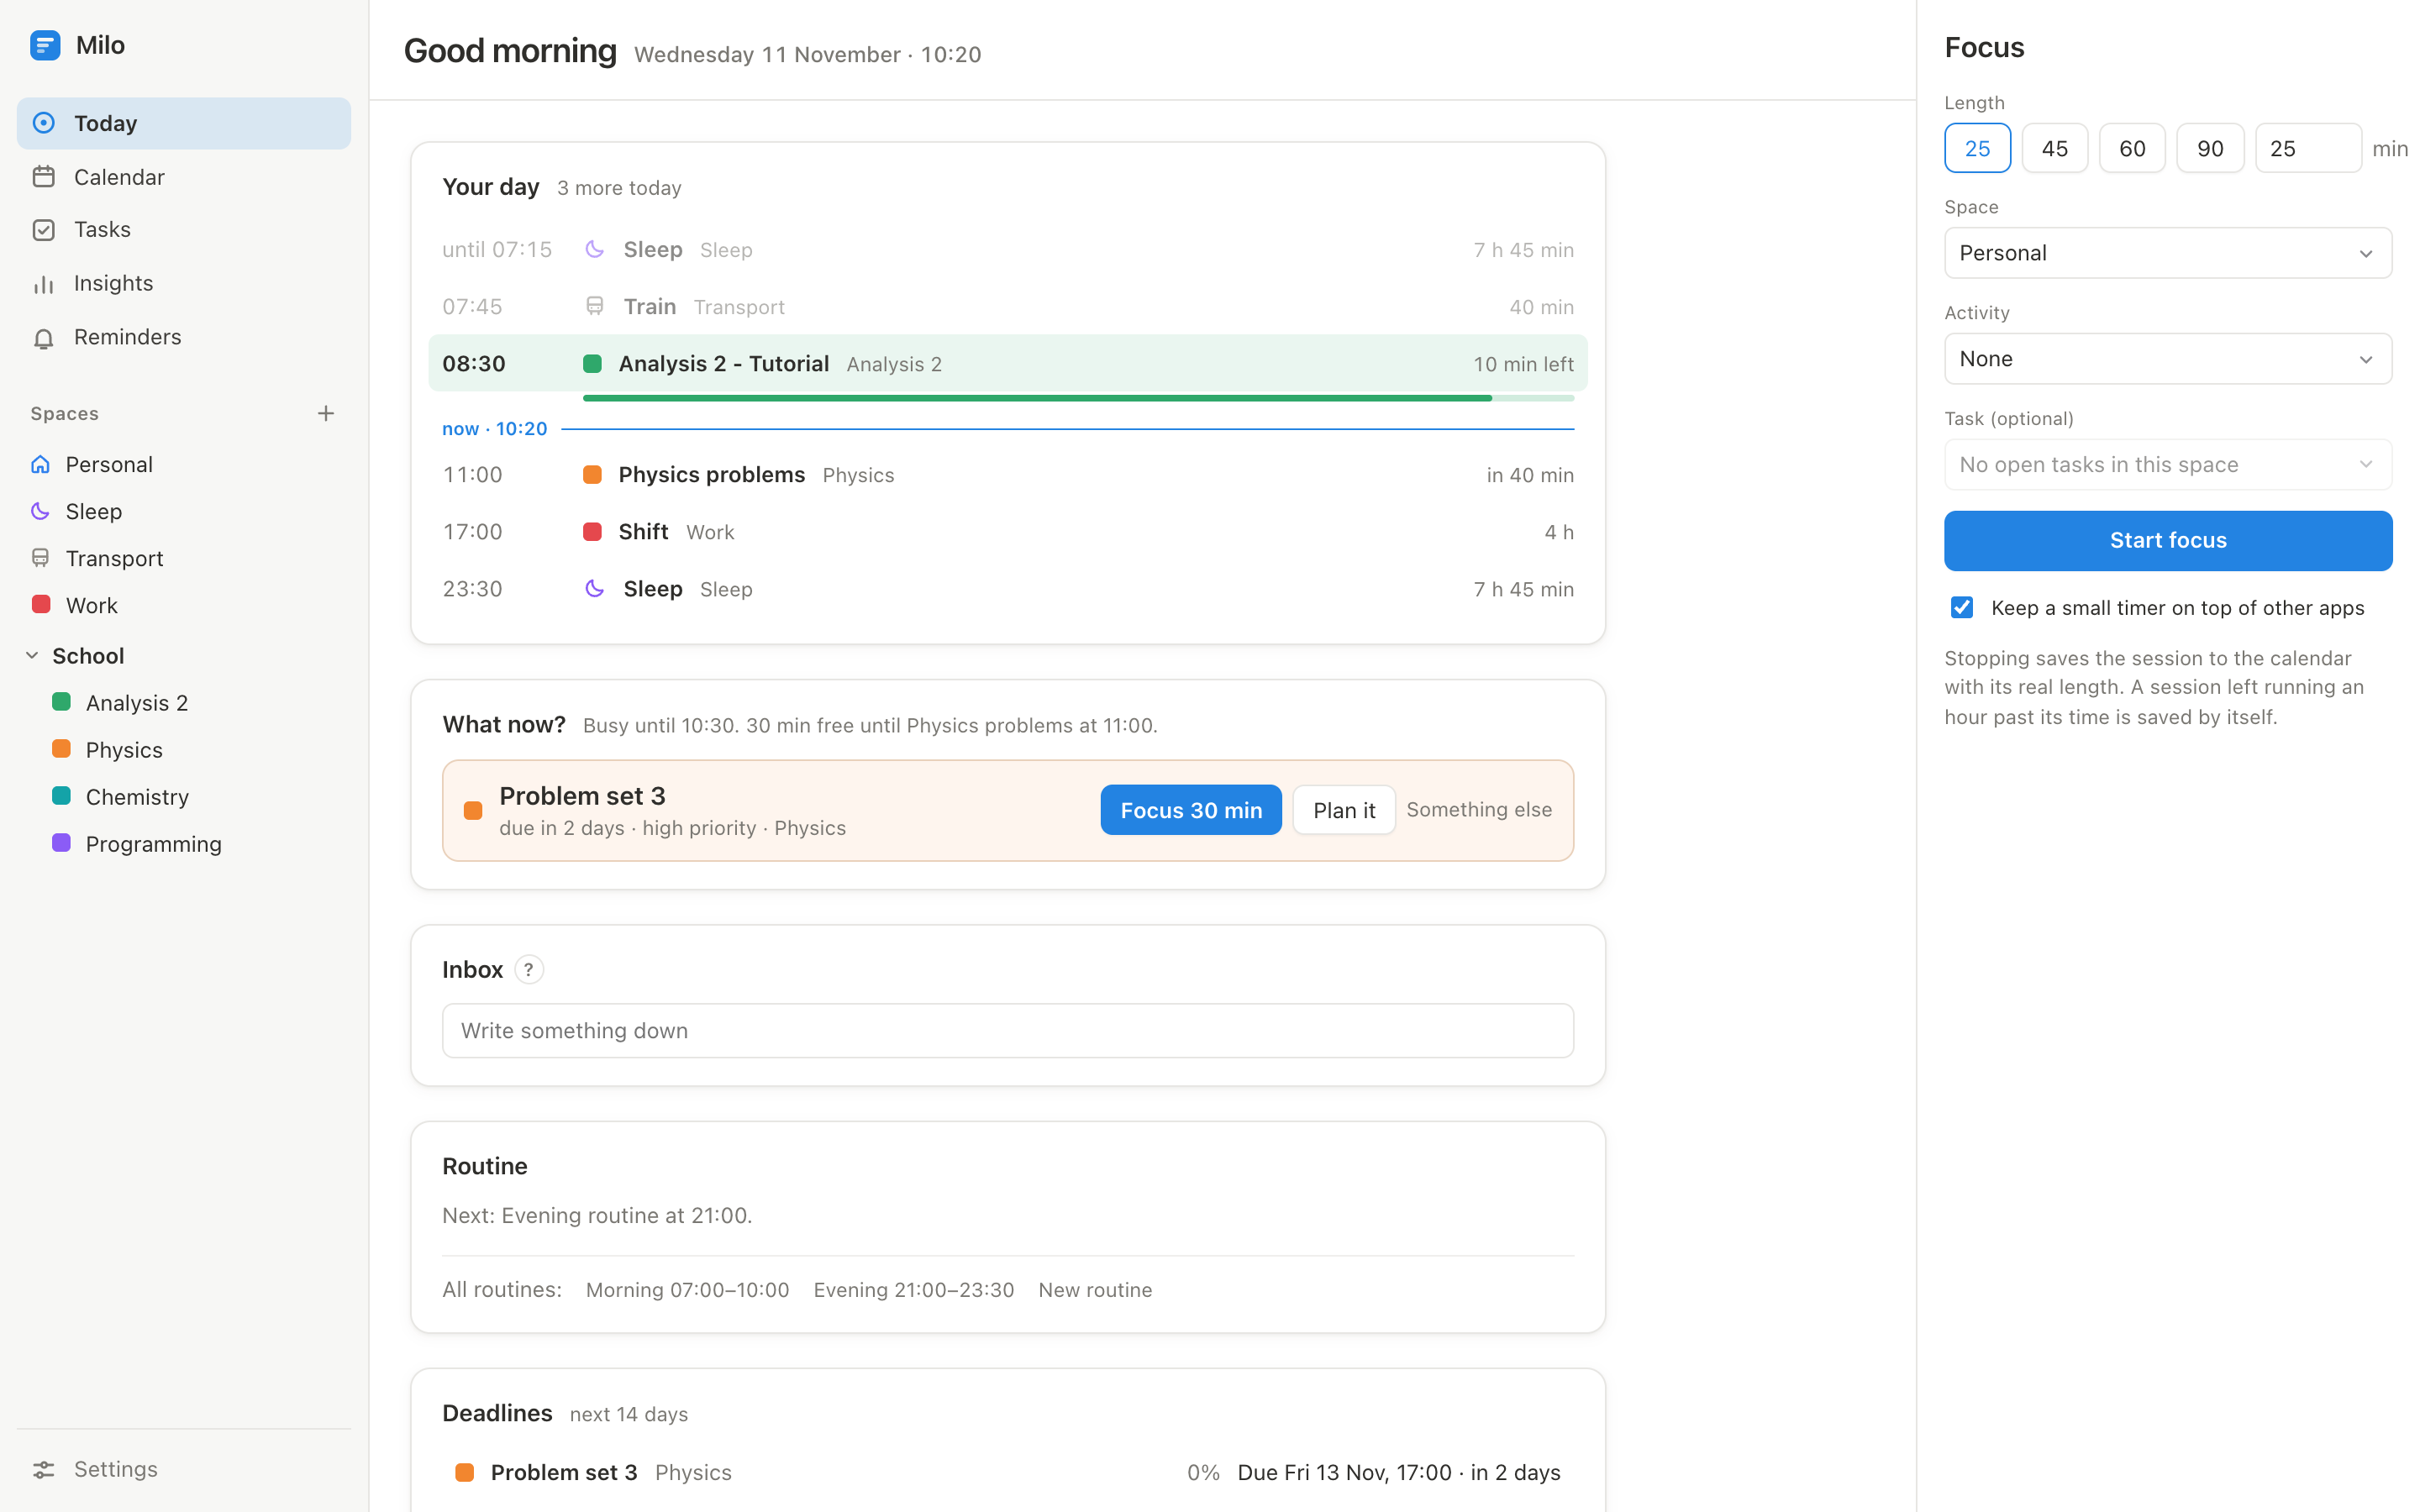 Milo
Today
Calendar
Tasks
Insights
Reminders
Spaces
Personal
Sleep
Transport
Work
School
Analysis 2
Physics
Chemistry
Programming
Settings
Good morning Wednesday 11 November · 10:20
Your day 3 more today
until 07:15 Sleep Sleep 7 h 45 min
07:45 Train Transport 40 min
08:30 Analysis 2 - Tutorial Analysis 2 10 min left
now · 10:20
11:00 Physics problems Physics in 40 min
17:00 Shift Work 4 h
23:30 Sleep Sleep 7 h 45 min
What now? Busy until 10:30. 30 min free until Physics problems at 11:00.
Problem set 3
due in 2 days · high priority · Physics
Focus 30 min Plan it Something else
Inbox ?
Write something down
Routine
Next: Evening routine at 21:00.
All routines: Morning 07:00–10:00 Evening 21:00–23:30 New routine
Deadlines next 14 days
Problem set 3 Physics 0% Due Fri 13 Nov, 17:00 · in 2 days
Focus
Length
25 45 60 90 25 min
Space
Personal
Activity
None
Task (optional)
No open tasks in this space
Start focus
Keep a small timer on top of other apps
Stopping saves the session to the calendar
with its real length. A session left running an
hour past its time is saved by itself.